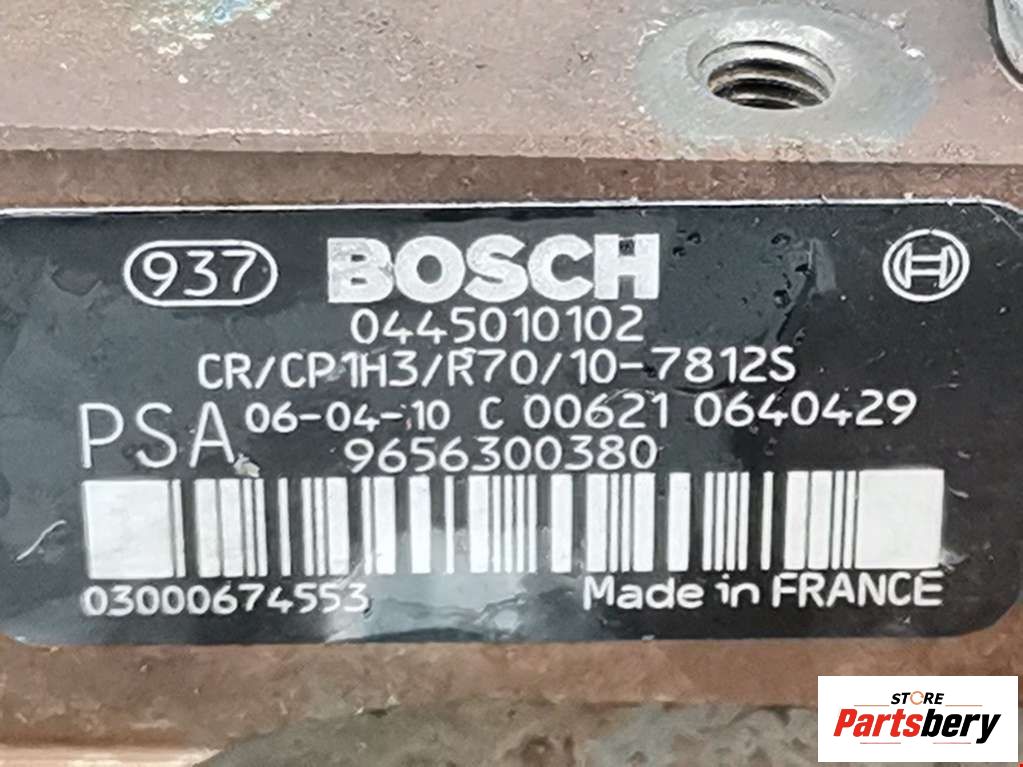 937 BOSCH
0445010102
CR/CP1H3/R70/10-7812S
PSA 06-04-10 C 00621 0640429
9656300380
03000674553 Made in FRANCE
STORE
Partsbery